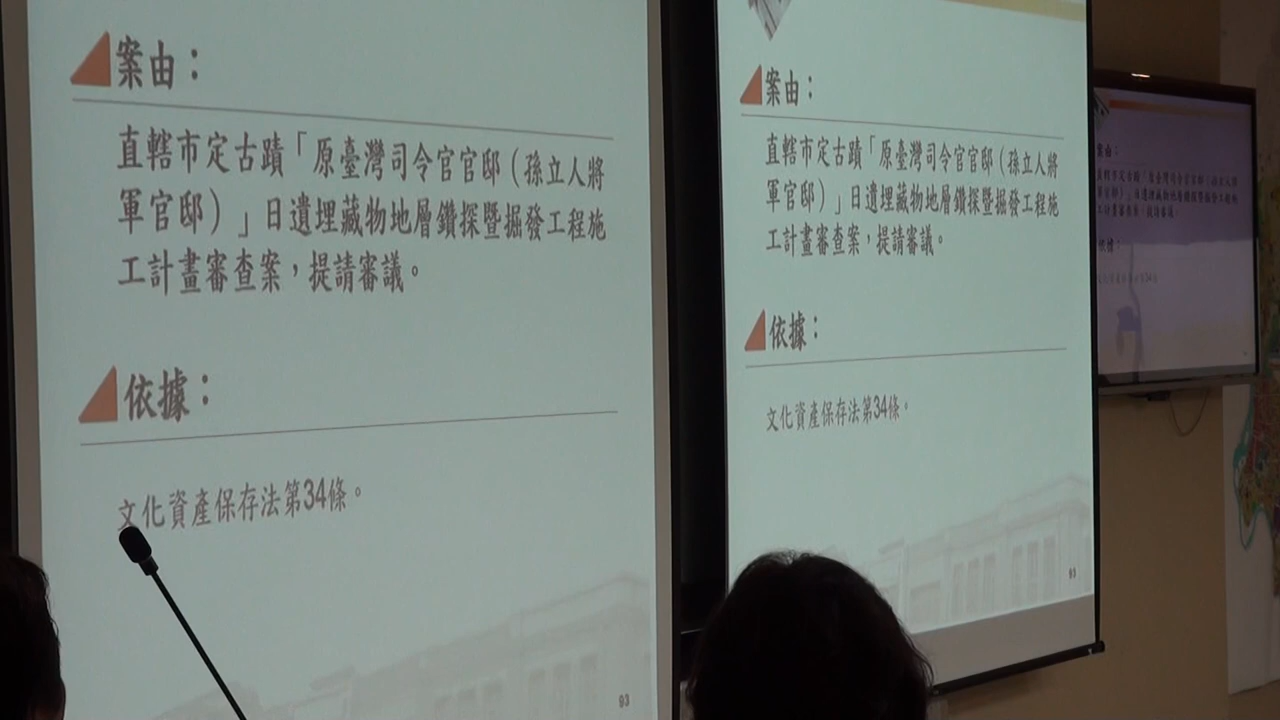 案由：
直轄市定古蹟「原臺灣司令官官邸（孫立人將
軍官邸）」日遺埋藏物地層鑽探暨掘發工程施
工計畫審查案，提請審議。
依據：
文化資產保存法第34條。
93
案由：
直轄市定古蹟「原臺灣司令官官邸（孫立人將
軍官邸）」日遺埋藏物地層鑽探暨掘發工程施
工計畫審查案，提請審議。
依據：
文化資產保存法第34條。
93
案由：